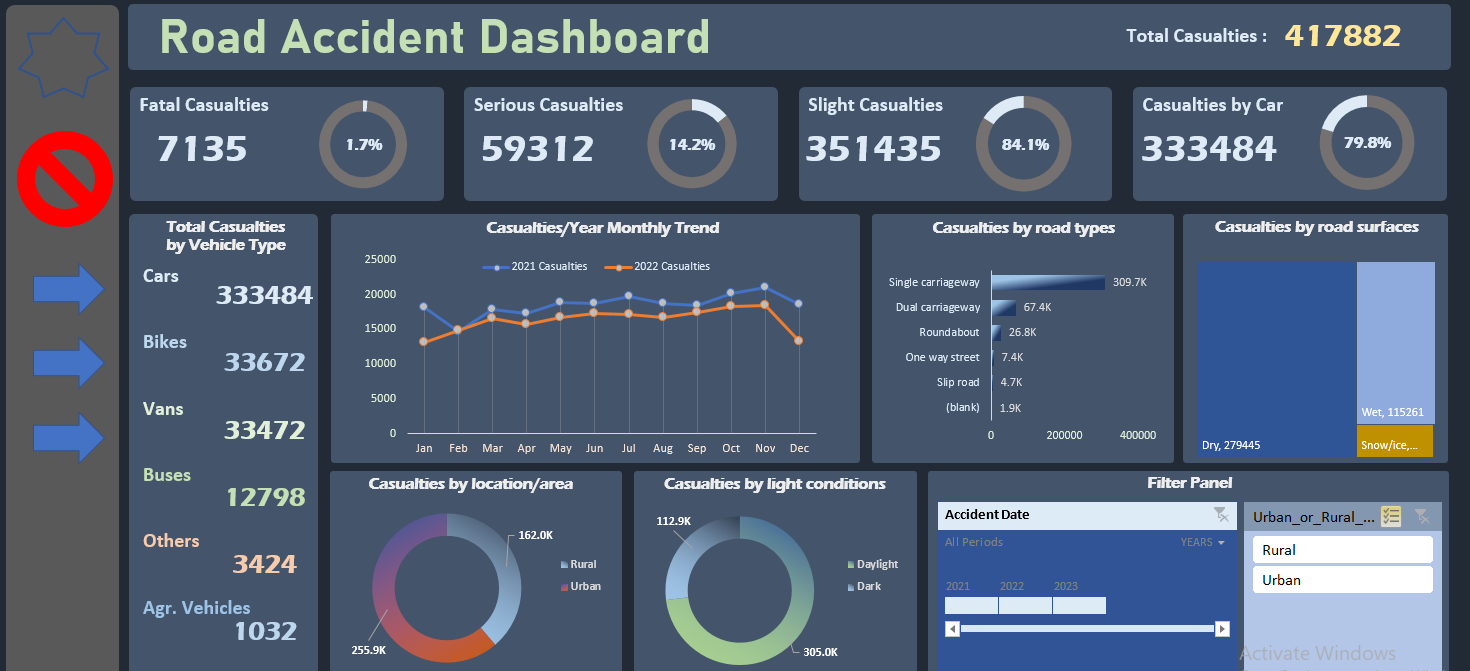 Road Accident Dashboard
Total Casualties :
417882
Fatal Casualties
7135
1.7%
Serious Casualties
59312
14.2%
Slight Casualties
351435
84.1%
Casualties by Car
333484
79.8%
Total Casualties
by Vehicle Type
Cars
333484
Bikes
33672
Vans
33472
Buses
12798
Others
3424
Agr. Vehicles
1032
Casualties/Year Monthly Trend
2021 Casualties
2022 Casualties
25000
20000
15000
10000
5000
0
Jan Feb Mar Apr May Jun Jul Aug Sep Oct Nov Dec
Casualties by road types
Single carriageway 309.7K
Dual carriageway 67.4K
Roundabout 26.8K
One way street 7.4K
Slip road 4.7K
(blank) 1.9K
0 200000 400000
Casualties by road surfaces
Dry, 279445
Wet, 115261
Snow/ice,...
Casualties by location/area
162.0K
255.9K
Rural
Urban
Casualties by light conditions
112.9K
305.0K
Daylight
Dark
Filter Panel
Accident Date
All Periods
YEARS
2021 2022 2023
Urban_or_Rural_...
Rural
Urban
Activate Windows